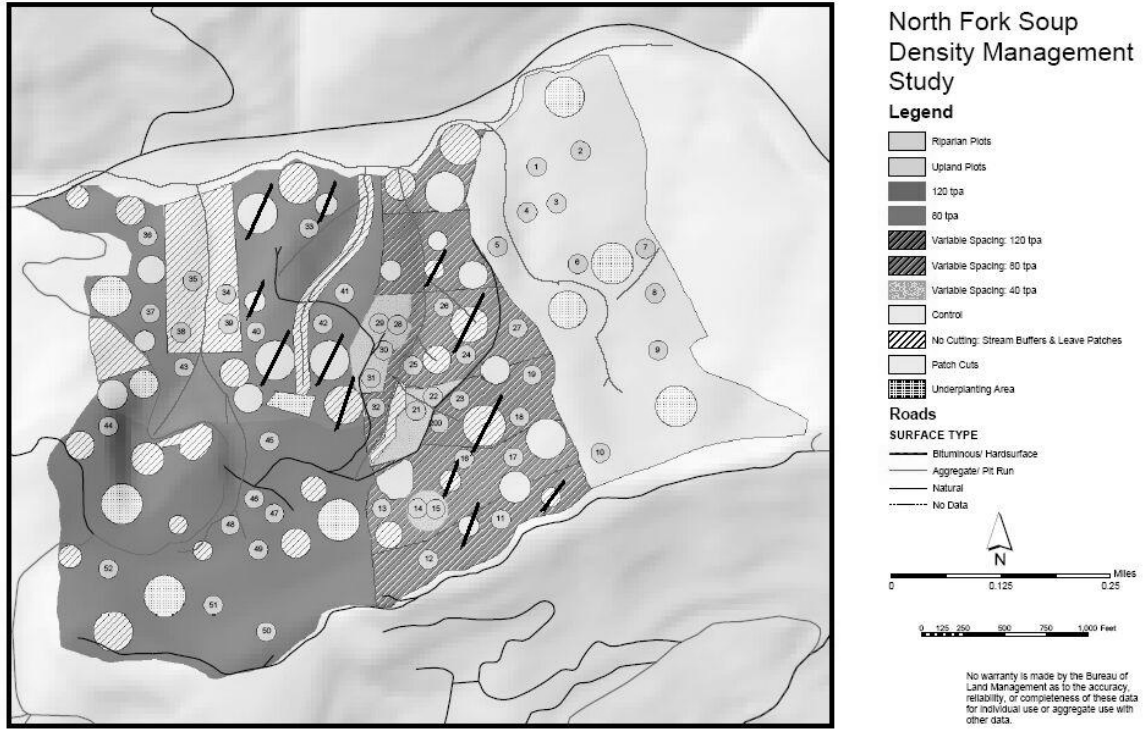 North Fork Soup
Density Management
Study
Legend
Riparian Plots
Upland Plots
120 tpa
80 tpa
Variable Spacing: 120 tpa
Variable Spacing: 80 tpa
Variable Spacing: 40 tpa
Control
No Cutting: Stream Buffers & Leave Patches
Patch Cuts
Underplanting Area
Roads
SURFACE TYPE
Bituminous/ Hardsurface
Aggregate/ Pit Run
Natural
No Data
N
Miles
0 0.125 0.25
0 125 250 500 750 1,000 Feet
No warranty is made by the Bureau of
Land Management as to the accuracy,
reliability, or completeness of these data
for individual use or aggregate use with
other data.
2
1
3
4
36
33
5
7
6
35
34
41
8
37
26
38
39
40
42
29
28
27
30
24
9
43
25
31
19
22
23
32
21
18
44
45
10
16
17
46
13
14
15
47
11
48
49
12
52
51
50